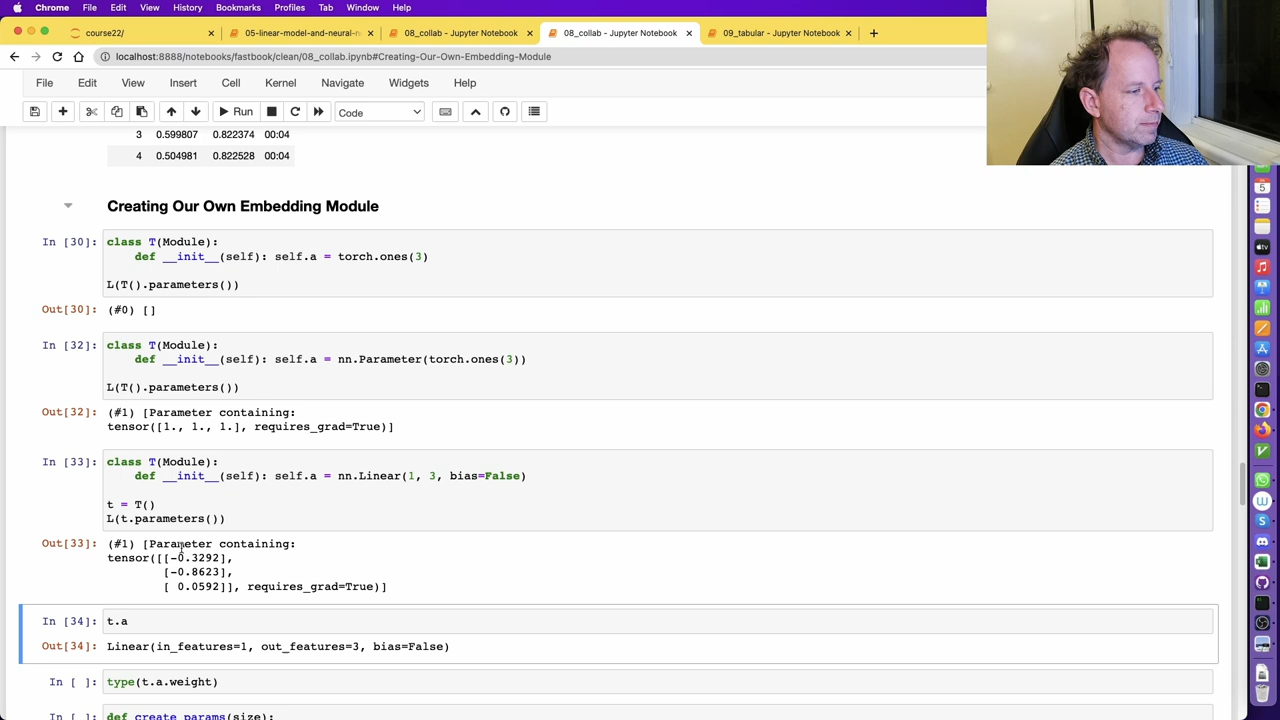 Chrome File Edit View History Bookmarks Profiles Tab Window Help
course22/
05-linear-model-and-neural-n
08_collab - Jupyter Notebook
08_collab - Jupyter Notebook
09_tabular - Jupyter Notebook
localhost:8888/notebooks/fastbook/clean/08_collab.ipynb#Creating-Our-Own-Embedding-Module
File Edit View Insert Cell Kernel Navigate Widgets Help
Run
Code
3 0.599807 0.822374 00:04
4 0.504981 0.822528 00:04
Creating Our Own Embedding Module
In [30]: class T(Module):
def __init__(self): self.a = torch.ones(3)
L(T().parameters())
Out[30]: (#0) []
In [32]: class T(Module):
def __init__(self): self.a = nn.Parameter(torch.ones(3))
L(T().parameters())
Out[32]: (#1) [Parameter containing:
tensor([1., 1., 1.], requires_grad=True)]
In [33]: class T(Module):
def __init__(self): self.a = nn.Linear(1, 3, bias=False)
t = T()
L(t.parameters())
Out[33]: (#1) [Parameter containing:
tensor([[-0.3292],
[-0.8623],
[ 0.0592]], requires_grad=True)]
In [34]: t.a
Out[34]: Linear(in_features=1, out_features=3, bias=False)
In [ ]: type(t.a.weight)
In [ ]: def create_params(size):
5